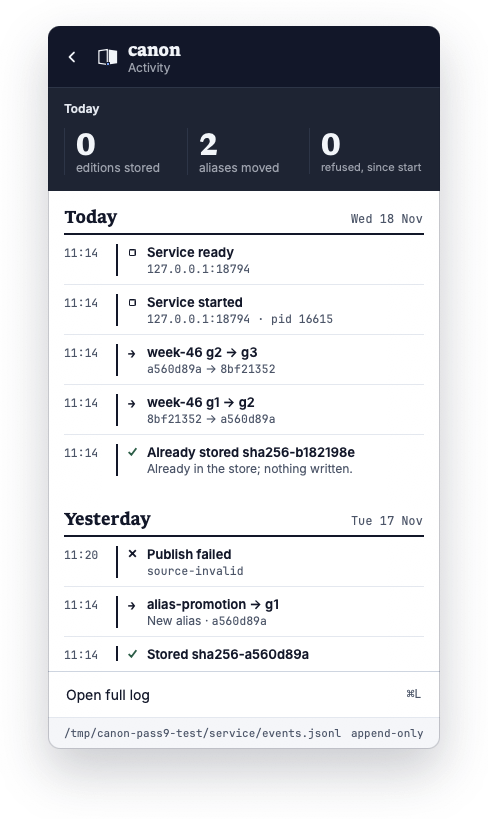 canon
Activity
Today
0
editions stored
2
aliases moved
0
refused, since start
Today
Wed 18 Nov
11:14
Service ready
127.0.0.1:18794
11:14
Service started
127.0.0.1:18794 · pid 16615
11:14
week-46 g2 → g3
a560d89a → 8bf21352
11:14
week-46 g1 → g2
8bf21352 → a560d89a
11:14
Already stored sha256-b182198e
Already in the store; nothing written.
Yesterday
Tue 17 Nov
11:20
Publish failed
source-invalid
11:14
alias-promotion → g1
New alias · a560d89a
11:14
Stored sha256-a560d89a
Open full log
⌘L
/tmp/canon-pass9-test/service/events.jsonl
append-only